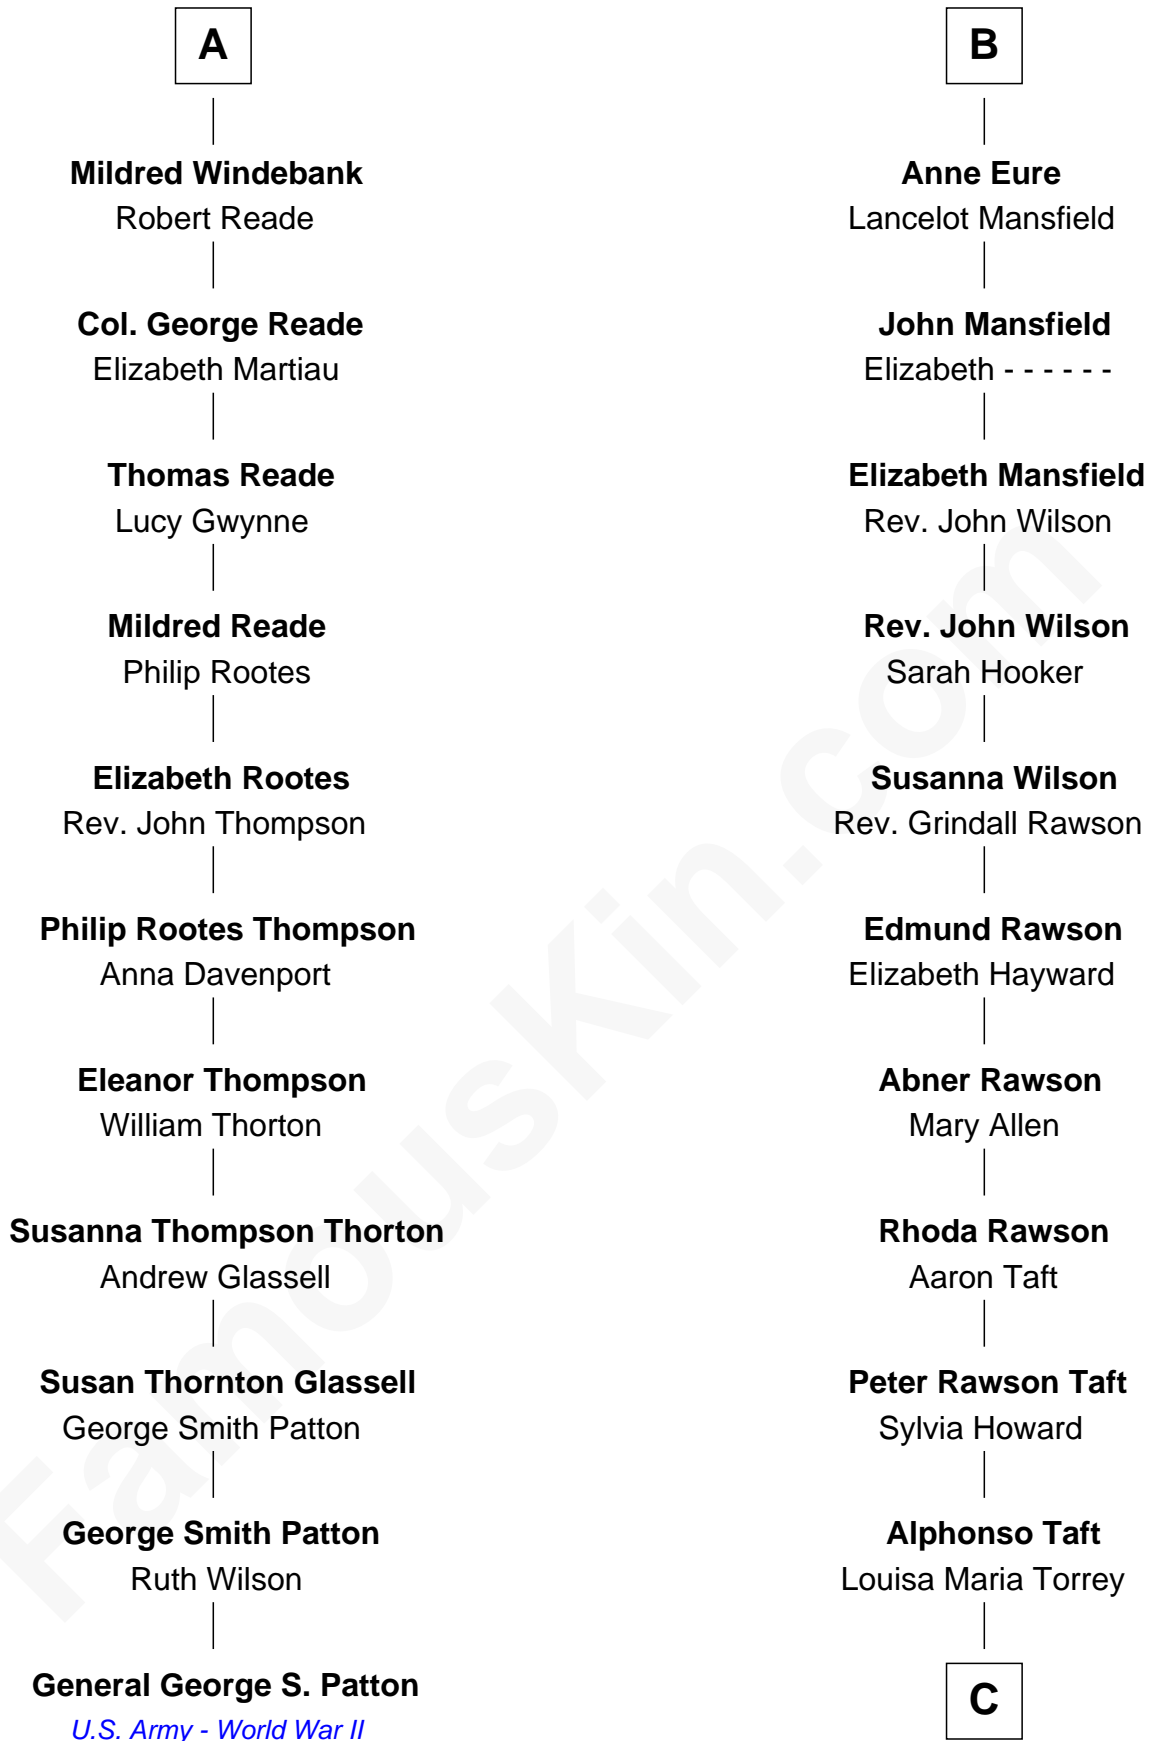 A
Mildred Windebank
Robert Reade
Col. George Reade
Elizabeth Martiau
Thomas Reade
Lucy Gwynne
Mildred Reade
Philip Rootes
Elizabeth Rootes
Rev. John Thompson
Philip Rootes Thompson
Anna Davenport
Eleanor Thompson
William Thorton
Susanna Thompson Thorton
Andrew Glassell
Susan Thornton Glassell
George Smith Patton
George Smith Patton
Ruth Wilson
General George S. Patton
U.S. Army - World War II
B
Anne Eure
Lancelot Mansfield
John Mansfield
Elizabeth - - - - - -
Elizabeth Mansfield
Rev. John Wilson
Rev. John Wilson
Sarah Hooker
Susanna Wilson
Rev. Grindall Rawson
Edmund Rawson
Elizabeth Hayward
Abner Rawson
Mary Allen
Rhoda Rawson
Aaron Taft
Peter Rawson Taft
Sylvia Howard
Alphonso Taft
Louisa Maria Torrey
C
FamousKin.com